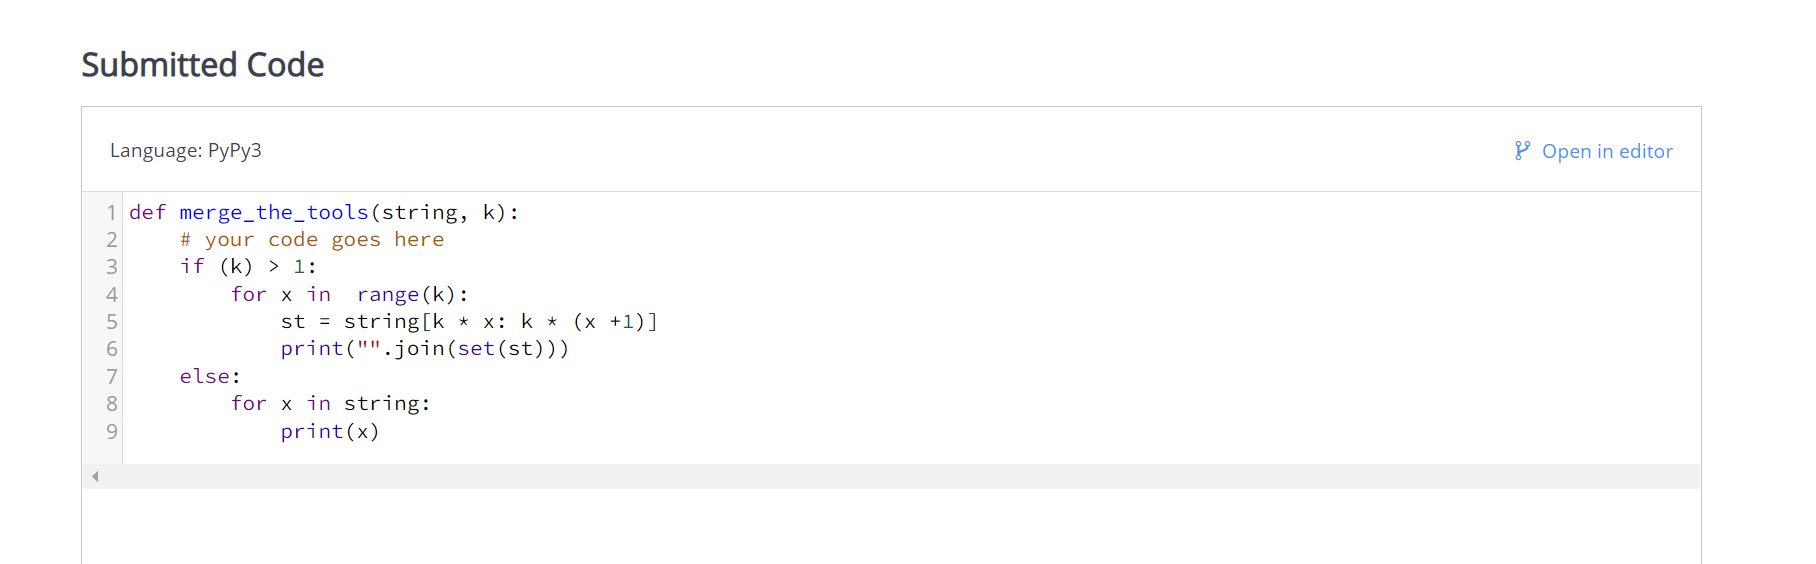 Submitted Code
Language: PyPy3
Open in editor
1 def merge_the_tools(string, k):
2     # your code goes here
3     if (k) > 1:
4         for x in  range(k):
5             st = string[k * x: k * (x +1)]
6             print("".join(set(st)))
7     else:
8         for x in string:
9             print(x)